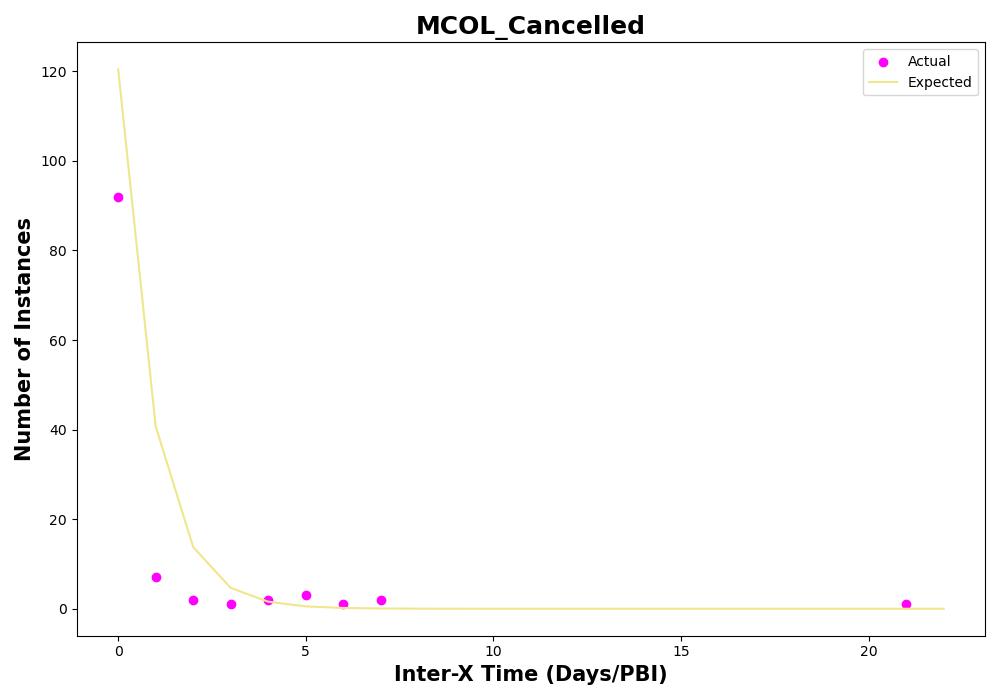 MCOL_Cancelled
Actual
Expected
120
100
80
60
40
20
0
Number of Instances
0 5 10 15 20
Inter-X Time (Days/PBI)